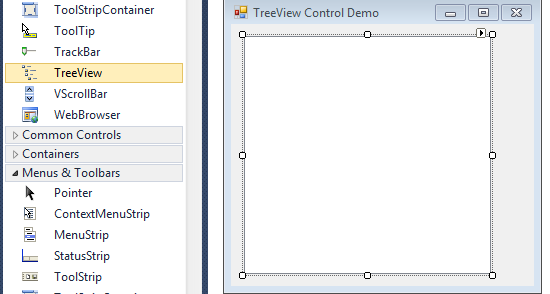 ToolStripContainer
ToolTip
TrackBar
TreeView
VScrollBar
WebBrowser
Common Controls
Containers
Menus & Toolbars
Pointer
ContextMenuStrip
MenuStrip
StatusStrip
ToolStrip
TreeView Control Demo